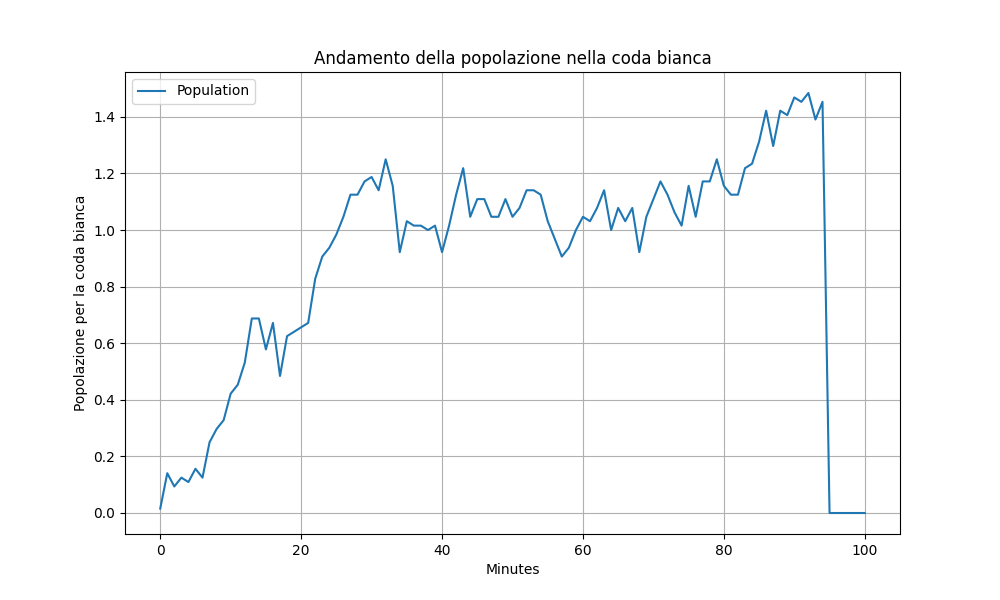 Andamento della popolazione nella coda bianca
Population
Popolazione per la coda bianca
1.4
1.2
1.0
0.8
0.6
0.4
0.2
0.0
0 20 40 60 80 100
Minutes